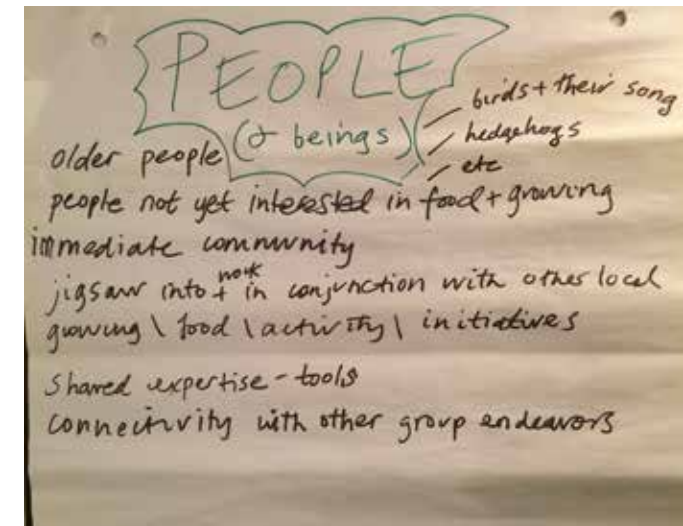 PEOPLE
(& beings)
birds + their song
hedgehogs
etc
older people
people not yet interested in food + growing
immediate community
jigsaw into + work in conjunction with other local
growing \ food \ activity \ initiatives
Shared expertise - tools
connectivity with other group endeavors